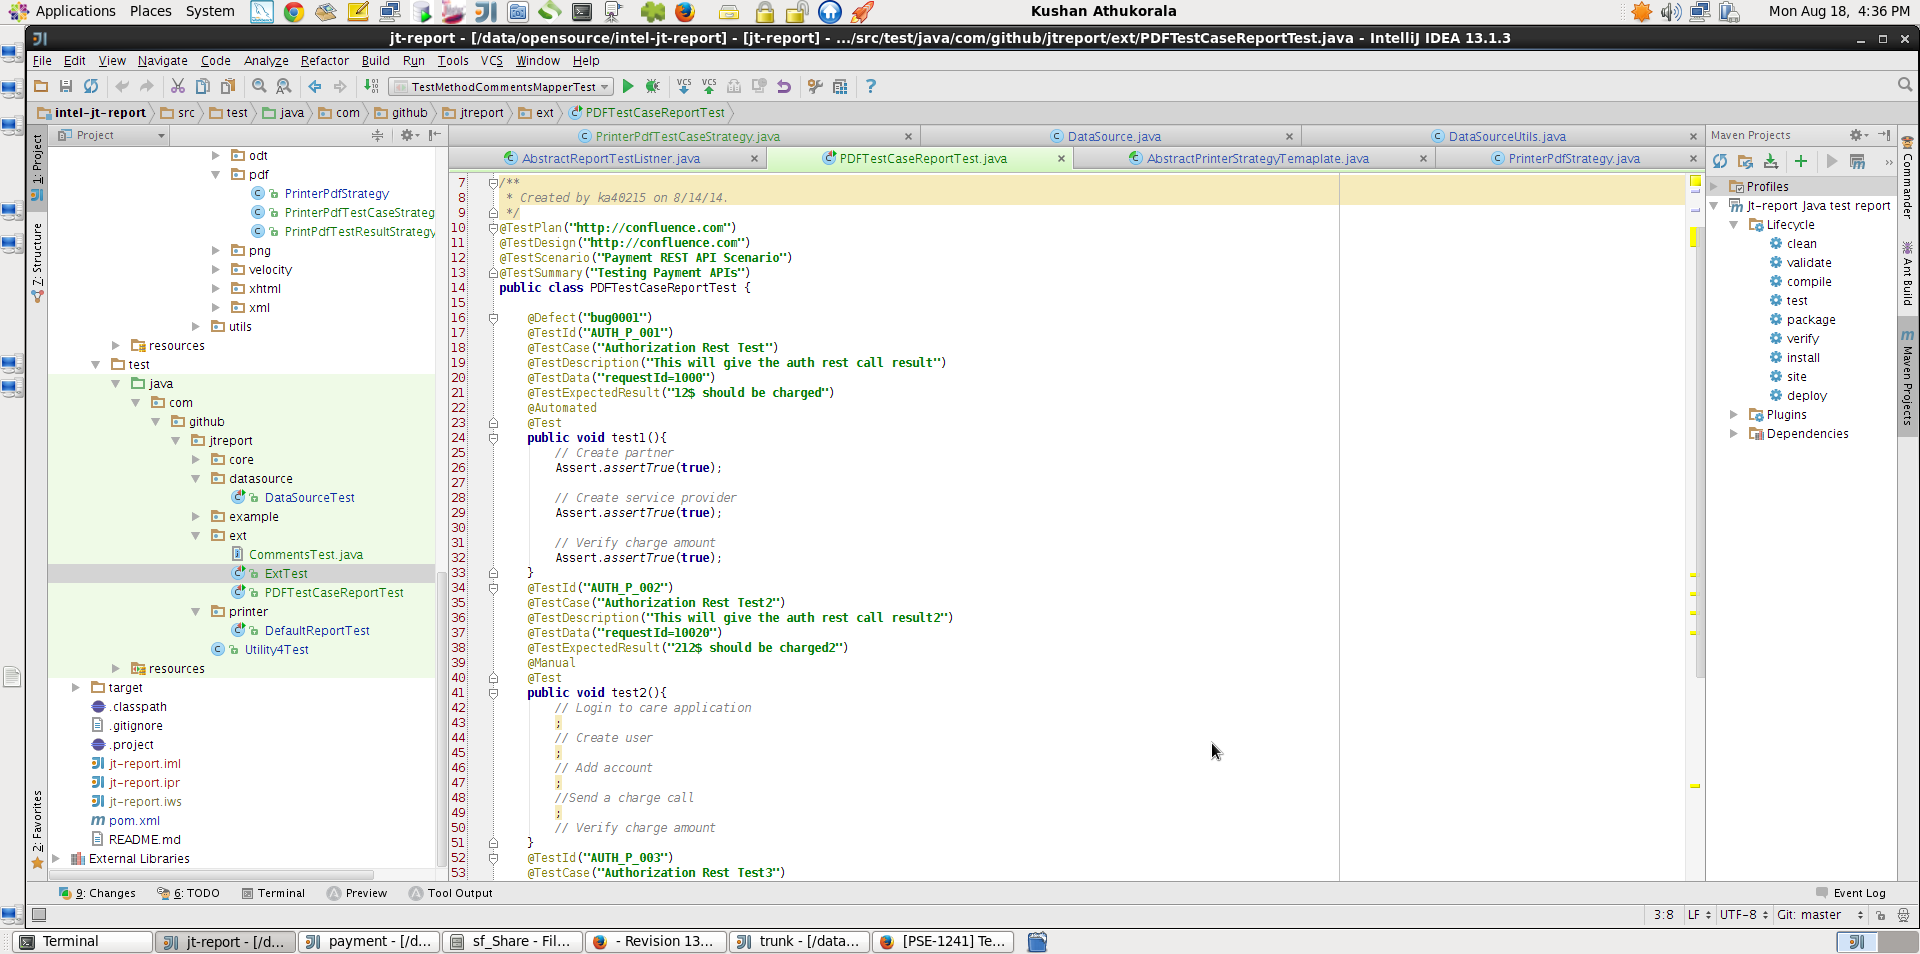 Applications Places System
Kushan Athukorala
Mon Aug 18, 4:36 PM
jt-report - [/data/opensource/intel-jt-report] - [jt-report] - .../src/test/java/com/github/jtreport/ext/PDFTestCaseReportTest.java - IntelliJ IDEA 13.1.3
File Edit View Navigate Code Analyze Refactor Build Run Tools VCS Window Help
TestMethodCommentsMapperTest
VCS VCS
intel-jt-report src test java com github jtreport ext PDFTestCaseReportTest
Project
PrinterPdfTestCaseStrategy.java DataSource.java DataSourceUtils.java
AbstractReportTestListner.java PDFTestCaseReportTest.java AbstractPrinterStrategyTemaplate.java PrinterPdfStrategy.java
1: Project
7: Structure
2: Favorites
odt
pdf
PrinterPdfStrategy
PrinterPdfTestCaseStrateg
PrintPdfTestResultStrategy
png
velocity
xhtml
xml
utils
resources
test
java
com
github
jtreport
core
datasource
DataSourceTest
example
ext
CommentsTest.java
ExtTest
PDFTestCaseReportTest
printer
DefaultReportTest
Utility4Test
resources
target
.classpath
.gitignore
.project
jt-report.iml
jt-report.ipr
jt-report.iws
pom.xml
README.md
External Libraries
7 /**
8 * Created by ka40215 on 8/14/14.
9 */
10 @TestPlan("http://confluence.com")
11 @TestDesign("http://confluence.com")
12 @TestScenario("Payment REST API Scenario")
13 @TestSummary("Testing Payment APIs")
14 public class PDFTestCaseReportTest {
15
16 @Defect("bug0001")
17 @TestId("AUTH_P_001")
18 @TestCase("Authorization Rest Test")
19 @TestDescription("This will give the auth rest call result")
20 @TestData("requestId=1000")
21 @TestExpectedResult("12$ should be charged")
22 @Automated
23 @Test
24 public void test1(){
25 // Create partner
26 Assert.assertTrue(true);
27
28 // Create service provider
29 Assert.assertTrue(true);
30
31 // Verify charge amount
32 Assert.assertTrue(true);
33 }
34 @TestId("AUTH_P_002")
35 @TestCase("Authorization Rest Test2")
36 @TestDescription("This will give the auth rest call result2")
37 @TestData("requestId=10020")
38 @TestExpectedResult("212$ should be charged2")
39 @Manual
40 @Test
41 public void test2(){
42 // Login to care application
43 ;
44 // Create user
45 ;
46 // Add account
47 ;
48 //Send a charge call
49 ;
50 // Verify charge amount
51 }
52 @TestId("AUTH_P_003")
53 @TestCase("Authorization Rest Test3")
Maven Projects
Profiles
Jt-report Java test report
Lifecycle
clean
validate
compile
test
package
verify
install
site
deploy
Plugins
Dependencies
Commander
Ant Build
Maven Projects
9: Changes 6: TODO Terminal Preview Tool Output Event Log
3:8 LF UTF-8 Git: master
Terminal jt-report - [/d... payment - [/d... sf_Share - Fil... - Revision 13... trunk - [/data... [PSE-1241] Te...